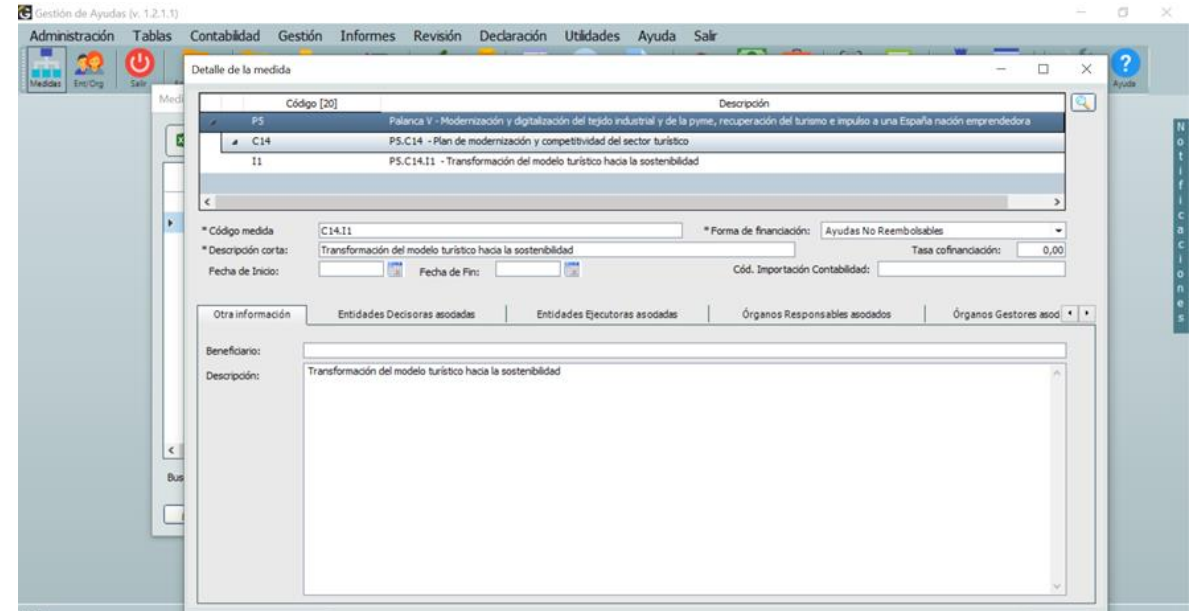 Gestión de Ayudas (v. 1.2.1.1)
Administración Tablas Contabilidad Gestión Informes Revisión Declaración Utilidades Ayuda Salir
Medidas Ent/Org Salir Ayuda
Detalle de la medida
Código [20] Descripción
P5 Palanca V - Modernización y digitalización del tejido industrial y de la pyme, recuperación del turismo e impulso a una España nación emprendedora
C14 P5.C14 - Plan de modernización y competitividad del sector turístico
I1 P5.C14.I1 - Transformación del modelo turístico hacia la sostenibilidad
* Código medida C14.I1 * Forma de financiación: Ayudas No Reembolsables
* Descripción corta: Transformación del modelo turístico hacia la sostenibilidad Tasa cofinanciación: 0,00
Fecha de Inicio: Fecha de Fin: Cód. Importación Contabilidad:
Otra información Entidades Decisoras asociadas Entidades Ejecutoras asociadas Órganos Responsables asociados Órganos Gestores asod
Beneficiario:
Descripción: Transformación del modelo turístico hacia la sostenibilidad
Medi
Bus
Notificaciones